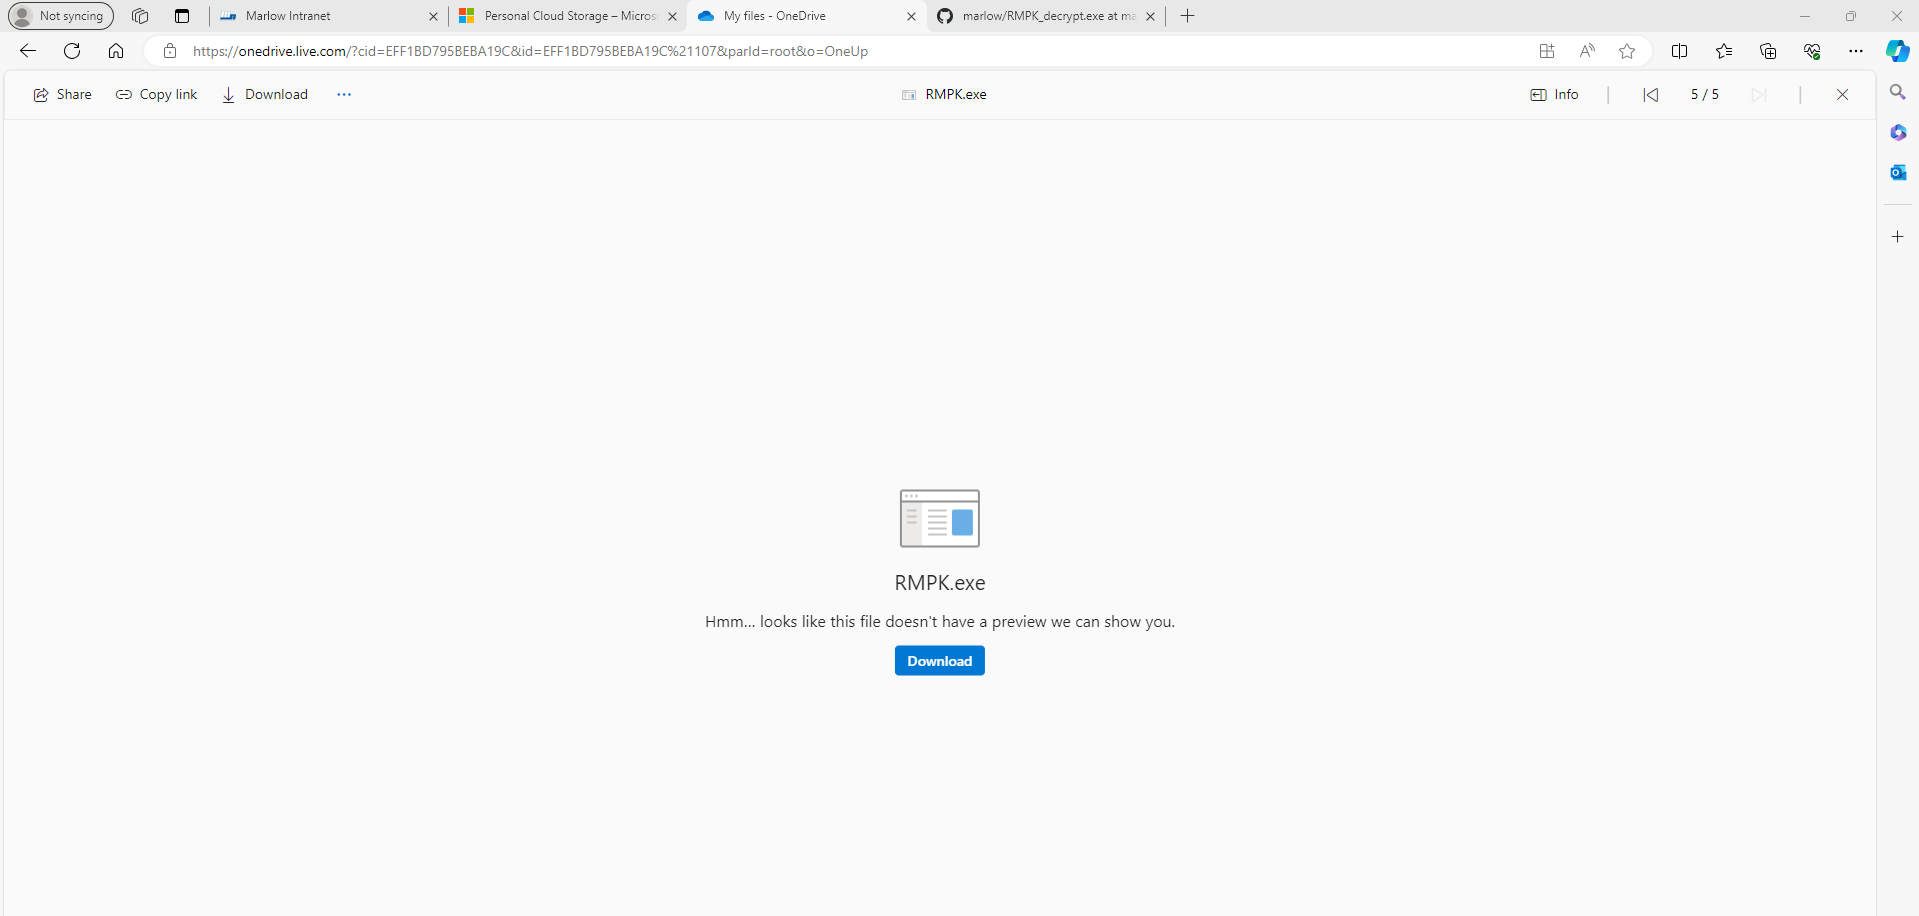 Not syncing
Marlow Intranet
Personal Cloud Storage – Micros
My files - OneDrive
marlow/RMPK_decrypt.exe at ma
https://onedrive.live.com/?cid=EFF1BD795BEBA19C&id=EFF1BD795BEBA19C%21107&parId=root&o=OneUp
Share
Copy link
Download
RMPK.exe
Info
5 / 5
RMPK.exe
Hmm... looks like this file doesn't have a preview we can show you.
Download